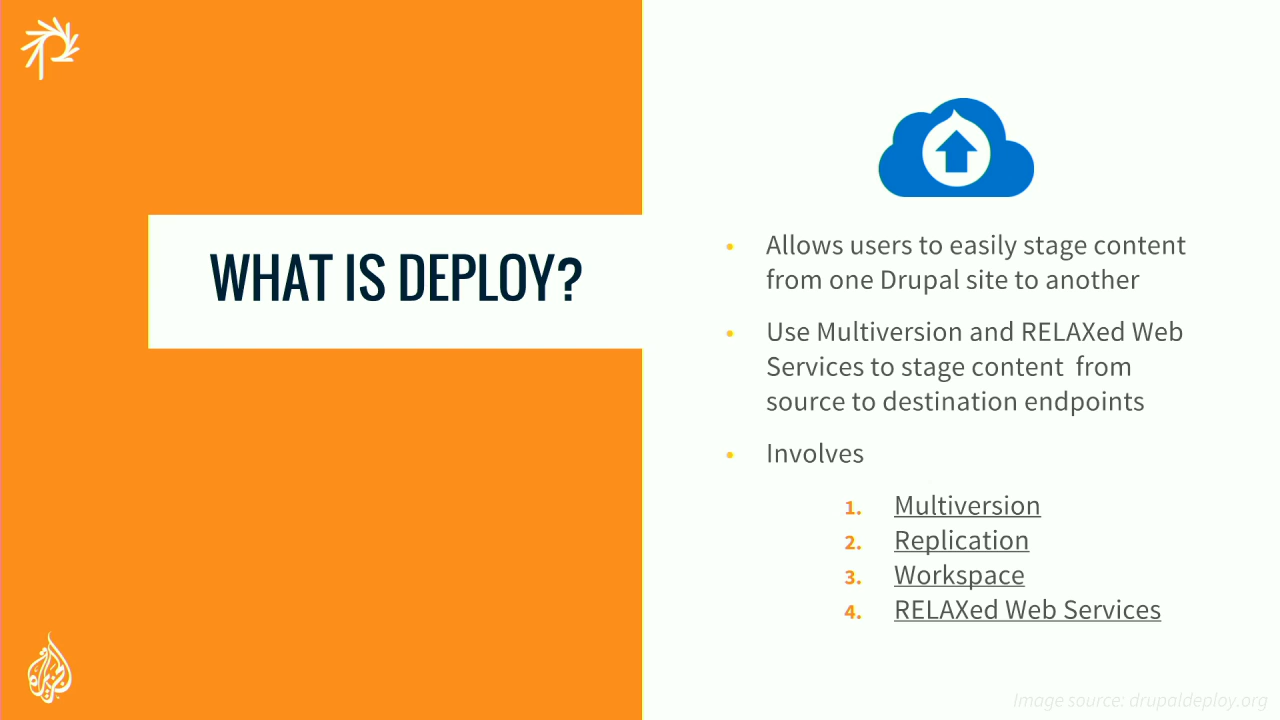 WHAT IS DEPLOY?
• Allows users to easily stage content
from one Drupal site to another
• Use Multiversion and RELAXed Web
Services to stage content from
source to destination endpoints
• Involves
1. Multiversion
2. Replication
3. Workspace
4. RELAXed Web Services
Image source: drupaldeploy.org